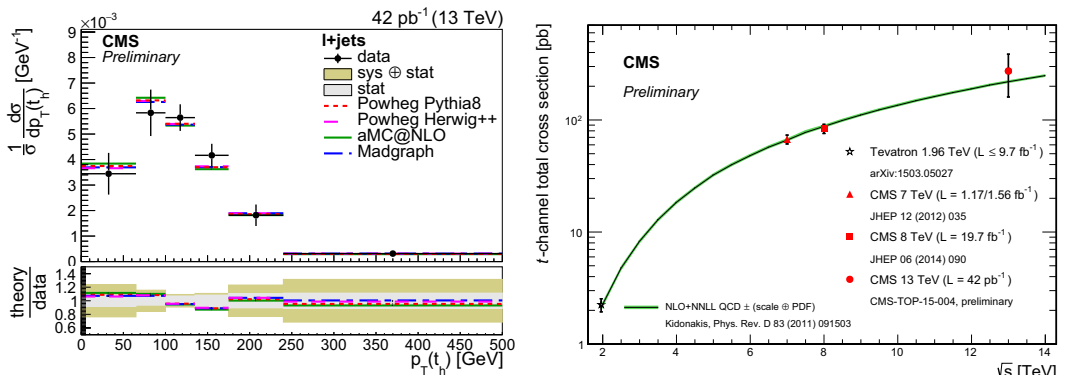 42 pb⁻¹ (13 TeV)
×10⁻³
CMS
Preliminary
l+jets
data
sys ⊕ stat
stat
Powheg Pythia8
Powheg Herwig++
aMC@NLO
Madgraph
1/σ dσ/dp_T(t_h) [GeV⁻¹]
9
8
7
6
5
4
3
2
1
0
theory/data
1.4
1.2
1.0
0.8
0.6
0 50 100 150 200 250 300 350 400 450 500
p_T(t_h) [GeV]
t-channel total cross section [pb]
10²
10
1
CMS
Preliminary
Tevatron 1.96 TeV (L ≤ 9.7 fb⁻¹)
arXiv:1503.05027
CMS 7 TeV (L = 1.17/1.56 fb⁻¹)
JHEP 12 (2012) 035
CMS 8 TeV (L = 19.7 fb⁻¹)
JHEP 06 (2014) 090
CMS 13 TeV (L = 42 pb⁻¹)
CMS-TOP-15-004, preliminary
NLO+NNLL QCD ± (scale ⊕ PDF)
Kidonakis, Phys. Rev. D 83 (2011) 091503
2 4 6 8 10 12 14
√s [TeV]